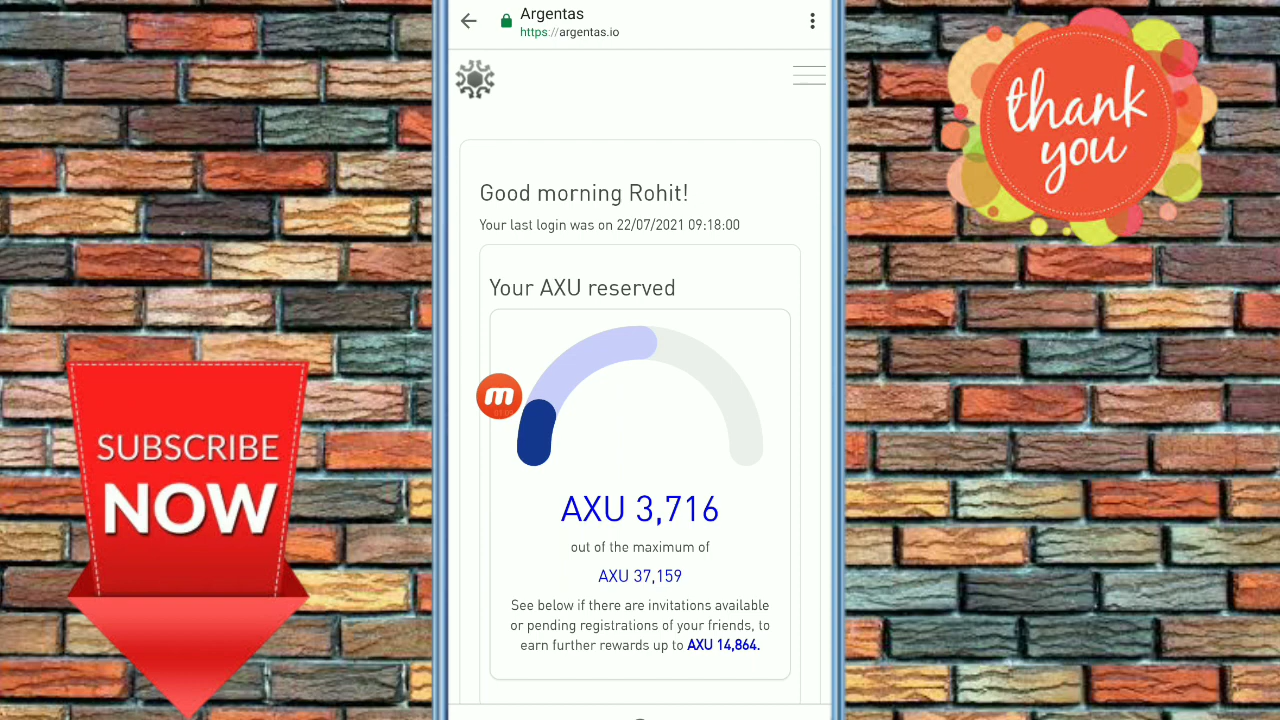 Argentas
https://argentas.io
Good morning Rohit!
Your last login was on 22/07/2021 09:18:00
Your AXU reserved
AXU 3,716
out of the maximum of
AXU 37,159
See below if there are invitations available
or pending registrations of your friends, to
earn further rewards up to AXU 14,864.
SUBSCRIBE
NOW
thank
you